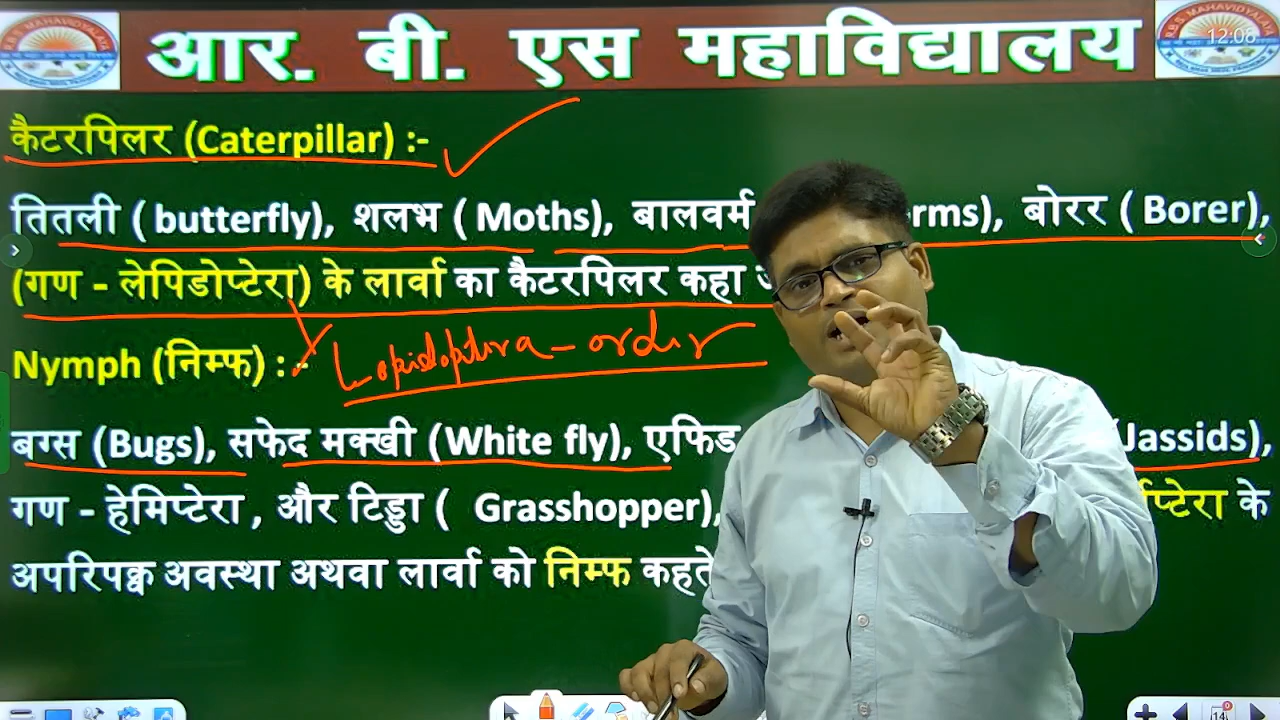 आर. बी. एस महाविद्यालय
12:08
कैटरपिलर (Caterpillar) :-
तितली ( butterfly), शलभ ( Moths), बालवर्म rms), बोरर ( Borer),
(गण - लेपिडोप्टेरा) के लार्वा का कैटरपिलर कहा
Nymph (निम्फ) : - Lepidoptera - order
बग्स (Bugs), सफेद मक्खी (White fly), एफिड Jassids),
गण - हेमिप्टेरा , और टिड्डा ( Grasshopper), प्टेरा के
अपरिपक्व अवस्था अथवा लार्वा को निम्फ कहते